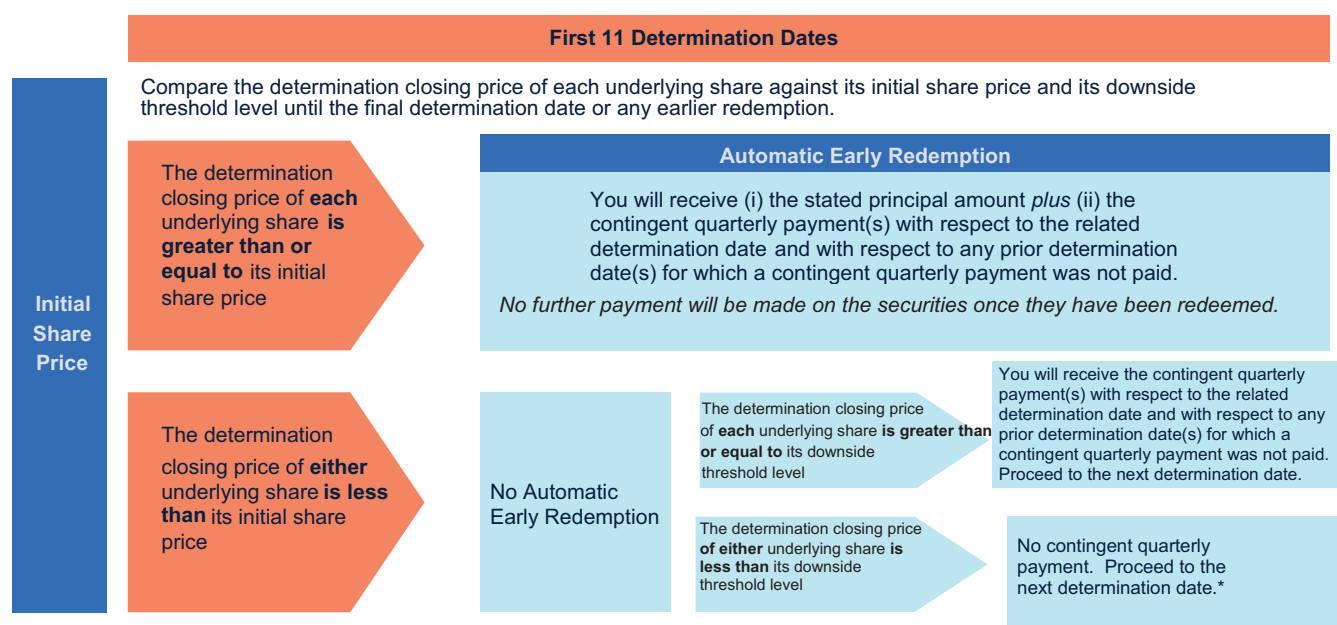 First 11 Determination Dates
Compare the determination closing price of each underlying share against its initial share price and its downside
threshold level until the final determination date or any earlier redemption.
Initial
Share
Price
The determination
closing price of each
underlying share is
greater than or
equal to its initial
share price
Automatic Early Redemption
You will receive (i) the stated principal amount plus (ii) the
contingent quarterly payment(s) with respect to the related
determination date and with respect to any prior determination
date(s) for which a contingent quarterly payment was not paid.
No further payment will be made on the securities once they have been redeemed.
The determination
closing price of either
underlying share is less
than its initial share
price
No Automatic
Early Redemption
The determination closing price
of each underlying share is greater than
or equal to its downside
threshold level
You will receive the contingent quarterly
payment(s) with respect to the related
determination date and with respect to any
prior determination date(s) for which a
contingent quarterly payment was not paid.
Proceed to the next determination date.
The determination closing price
of either underlying share is
less than its downside
threshold level
No contingent quarterly
payment. Proceed to the
next determination date.*